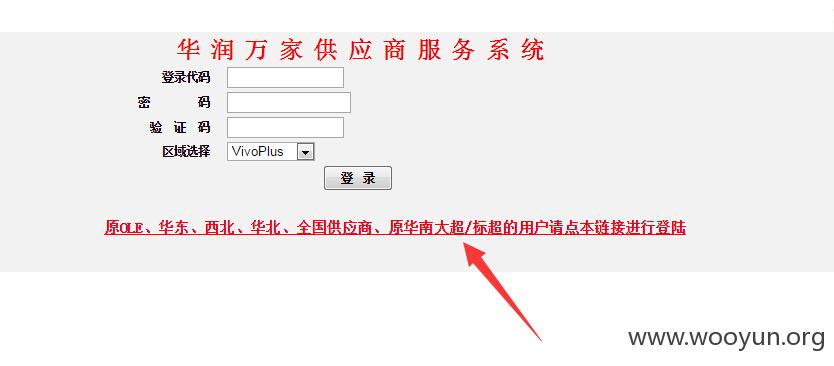 华润万家供应商服务系统
登录代码
密 码
验 证 码
区域选择 VivoPlus
登 录
原OLE、华东、西北、华北、全国供应商、原华南大超/标超的用户请点本链接进行登陆
www.wooyun.org